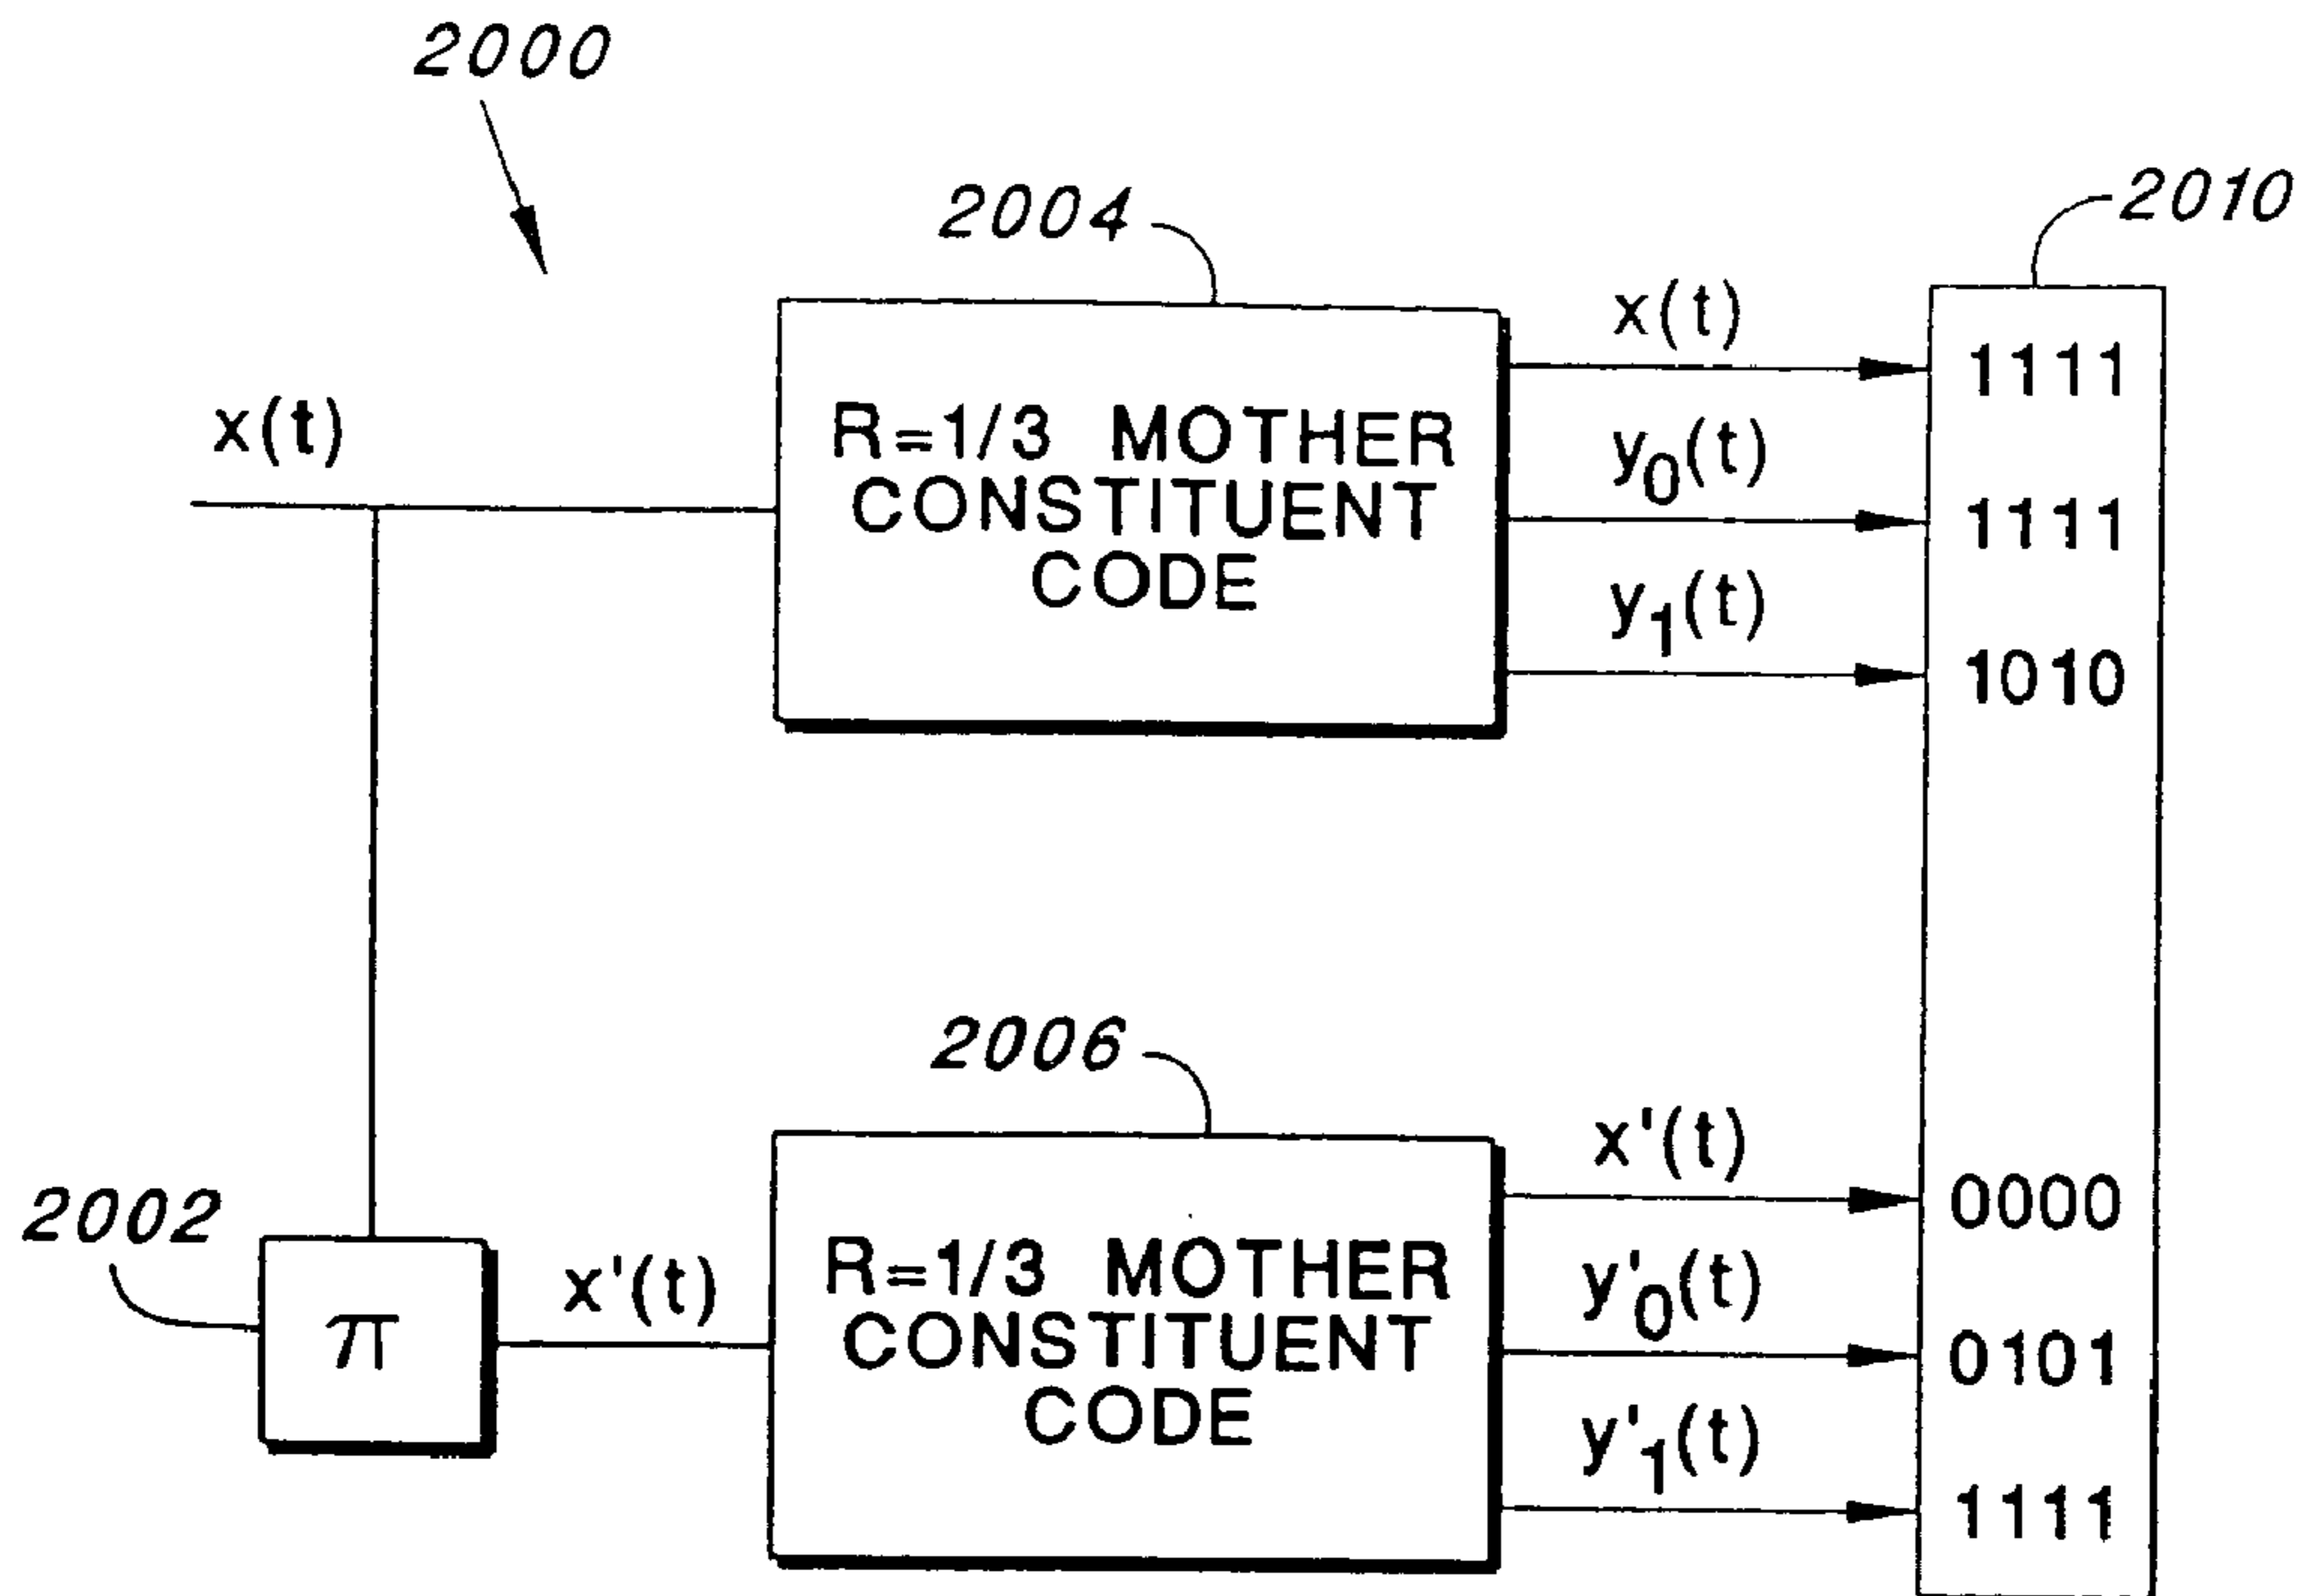 2000
2004
2010
x(t)
1111
x(t)
R=1/3 MOTHER
CONSTITUENT
CODE
y0(t)
1111
y1(t)
1010
2006
x'(t)
0000
2002
π
x'(t)
R=1/3 MOTHER
CONSTITUENT
CODE
y'0(t)
0101
y'1(t)
1111